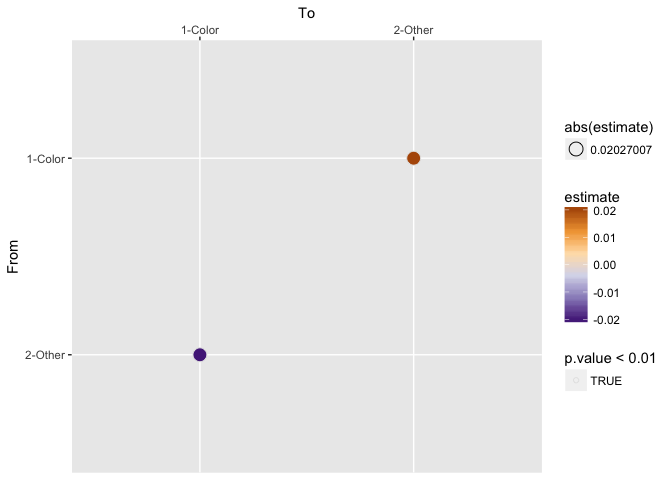 To
1-Color 2-Other
From
1-Color
2-Other
abs(estimate)
0.02027007
estimate
0.02
0.01
0.00
-0.01
-0.02
p.value < 0.01
TRUE